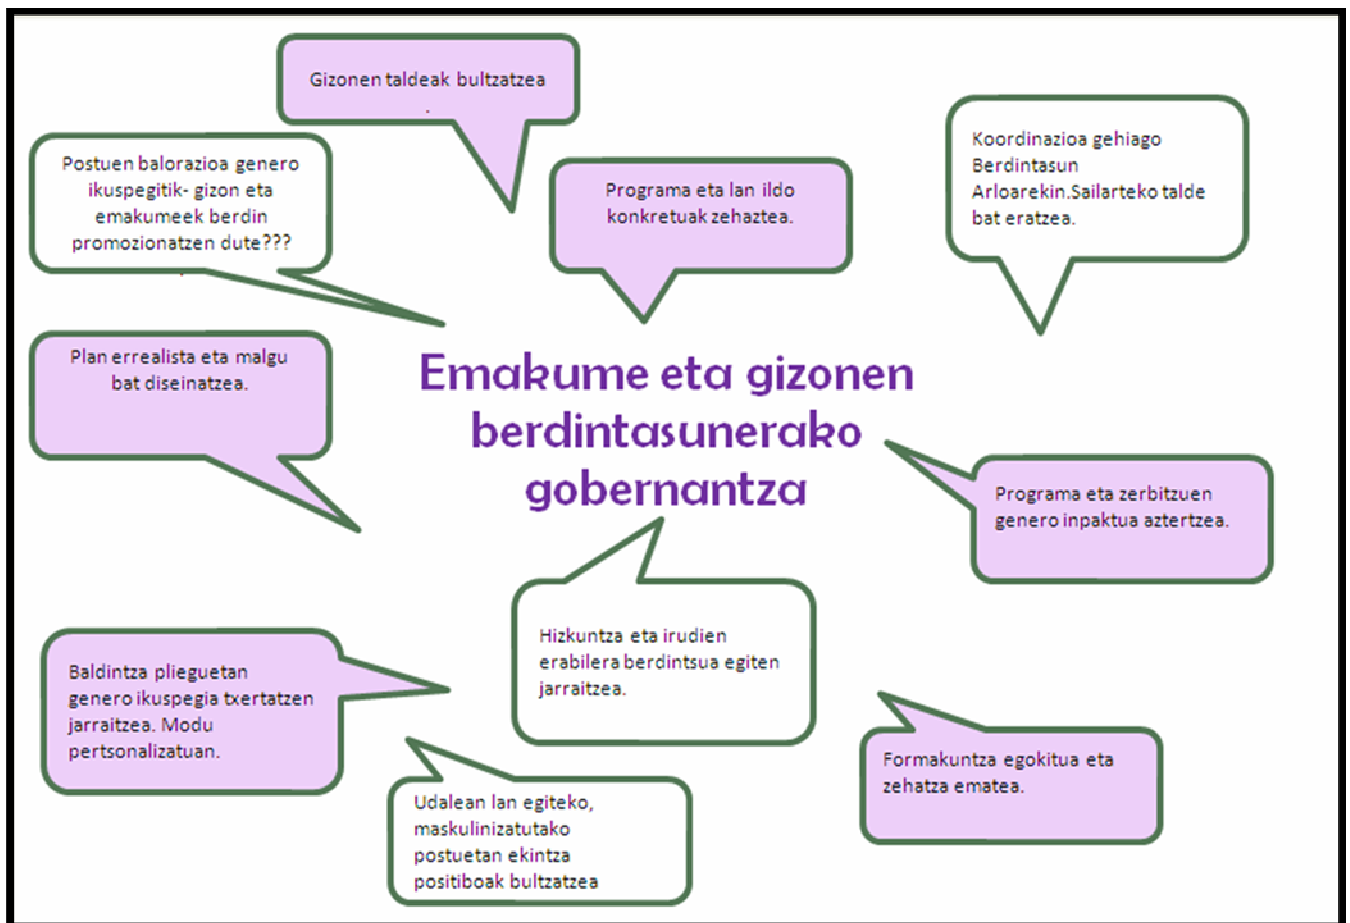 Gizonen taldeak bultzatzea
.
Postuen balorazioa genero
ikuspegitik- gizon eta
emakumeek berdin
promozionatzen dute???
Programa eta lan ildo
konkretuak zehaztea.
Koordinazioa gehiago
Berdintasun
Arloarekin.Sailarteko talde
bat eratzea.
Plan errealista eta malgu
bat diseinatzea.
Emakume eta gizonen
berdintasunerako
gobernantza
Programa eta zerbitzuen
genero inpaktua aztertzea.
Hizkuntza eta irudien
erabilera berdintsua egiten
jarraitzea.
Baldintza plieguetan
genero ikuspegia txertatzen
jarraitzea. Modu
pertsonalizatuan.
Formakuntza egokitua eta
zehatza ematea.
Udalean lan egiteko,
maskulinizatutako
postuetan ekintza
positiboak bultzatzea